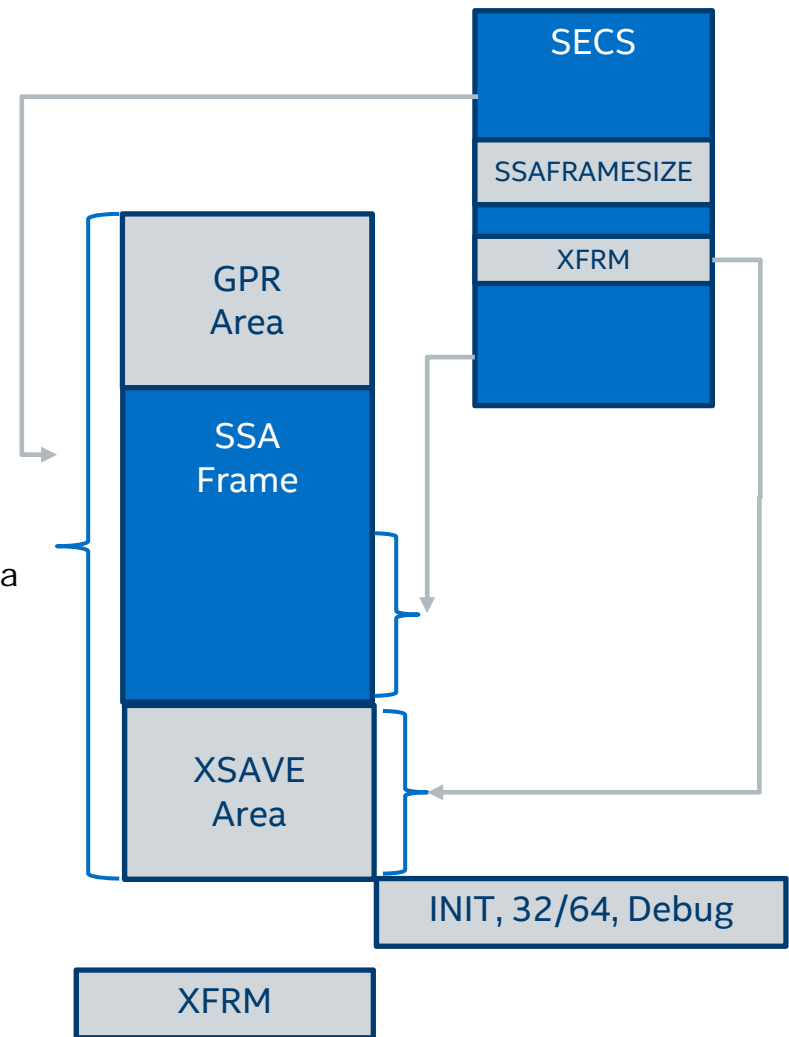 SECS
SSAFRAMESIZE
XFRM
GPR
Area
SSA
Frame
a
XSAVE
Area
INIT, 32/64, Debug
XFRM